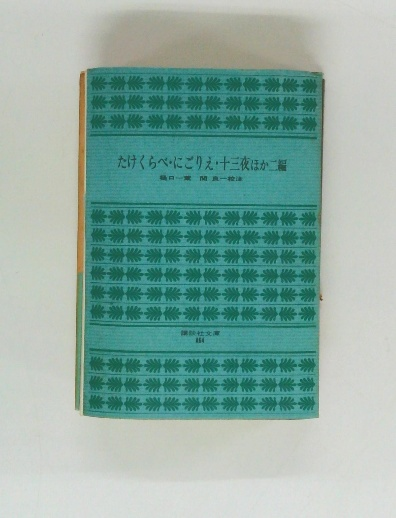 たけくらべ・にごりえ・十三夜ほか二編
樋口一葉 関 良一校注
講談社文庫